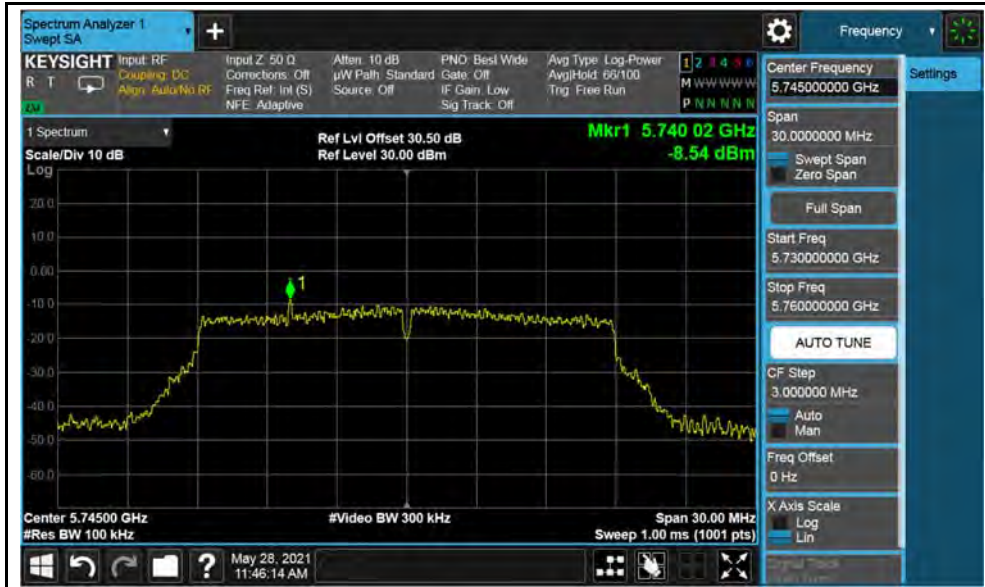 Spectrum Analyzer 1
Swept SA
Frequency
KEYSIGHT
R T
Input: RF
Coupling: DC
Align: Auto/No RF
Input Z: 50 Ω
Corrections: Off
Freq Ref: Int (S)
NFE: Adaptive
Atten: 10 dB
µW Path: Standard
Source: Off
PNO: Best Wide
Gate: Off
IF Gain: Low
Sig Track: Off
Avg Type: Log-Power
Avg|Hold: 66/100
Trig: Free Run
1 2 3 4 5 6
M W W W W W
P N N N N N
1 Spectrum
Scale/Div 10 dB
Log
Ref Lvl Offset 30.50 dB
Ref Level 30.00 dBm
Mkr1 5.740 02 GHz
-8.54 dBm
20.0
10.0
0.00
-10.0
-20.0
-30.0
-40.0
-50.0
-60.0
1
Center 5.74500 GHz
#Res BW 100 kHz
#Video BW 300 kHz
Span 30.00 MHz
Sweep 1.00 ms (1001 pts)
?
May 28, 2021
11:46:14 AM
Center Frequency
5.745000000 GHz
Settings
Span
30.0000000 MHz
Swept Span
Zero Span
Full Span
Start Freq
5.730000000 GHz
Stop Freq
5.760000000 GHz
AUTO TUNE
CF Step
3.000000 MHz
Auto
Man
Freq Offset
0 Hz
X Axis Scale
Log
Lin
Signal Track